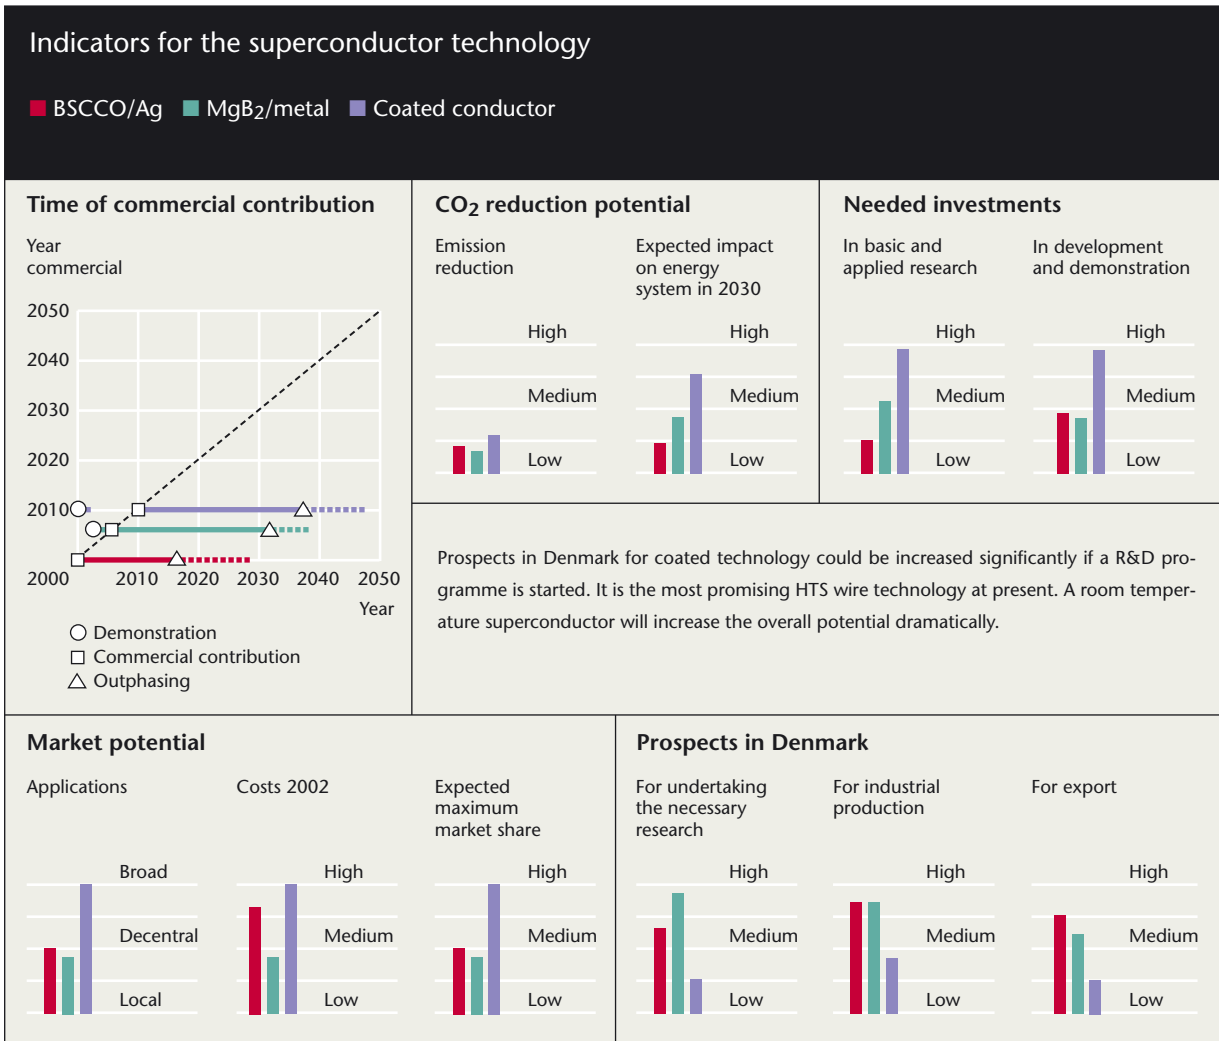 Indicators for the superconductor technology
BSCCO/Ag MgB2/metal Coated conductor
Time of commercial contribution
Year
commercial
2050
2040
2030
2020
2010
2000 2010 2020 2030 2040 2050
Year
Demonstration
Commercial contribution
Outphasing
CO2 reduction potential
Emission
reduction
High
Medium
Low
Expected impact
on energy
system in 2030
High
Medium
Low
Needed investments
In basic and
applied research
High
Medium
Low
In development
and demonstration
High
Medium
Low
Prospects in Denmark for coated technology could be increased significantly if a R&D pro-
gramme is started. It is the most promising HTS wire technology at present. A room temper-
ature superconductor will increase the overall potential dramatically.
Market potential
Applications
Broad
Decentral
Local
Costs 2002
High
Medium
Low
Expected
maximum
market share
High
Medium
Low
Prospects in Denmark
For undertaking
the necessary
research
High
Medium
Low
For industrial
production
High
Medium
Low
For export
High
Medium
Low